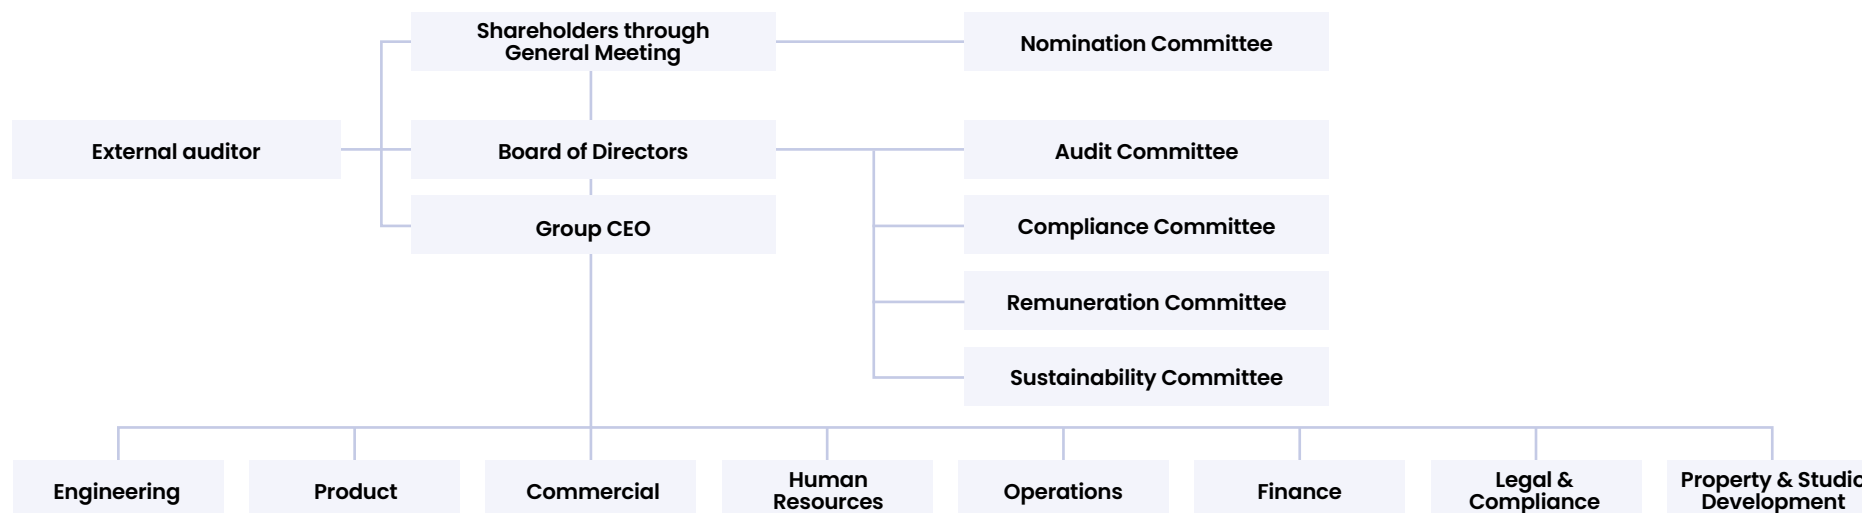 Shareholders through
General Meeting
Nomination Committee
External auditor
Board of Directors
Audit Committee
Group CEO
Compliance Committee
Remuneration Committee
Sustainability Committee
Engineering
Product
Commercial
Human
Resources
Operations
Finance
Legal &
Compliance
Property & Studio
Development